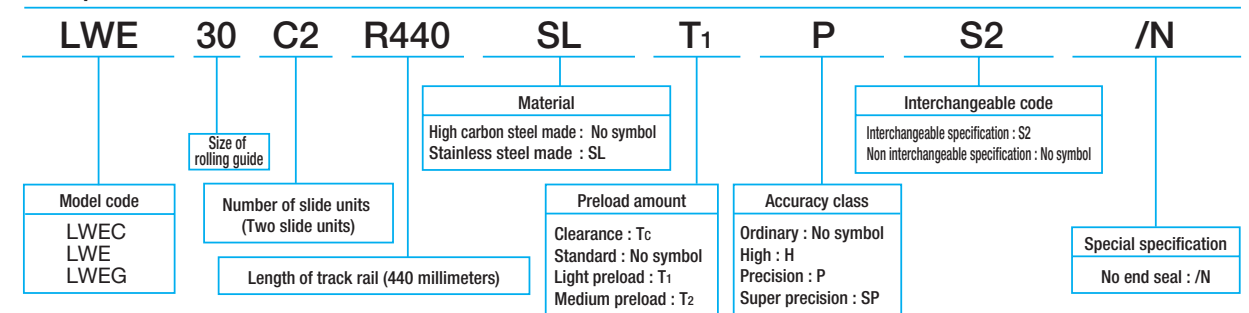 LWE 30 C2 R440 SL T1 P S2 /N
Material
High carbon steel made : No symbol
Stainless steel made : SL
Interchangeable code
Interchangeable specification : S2
Non interchangeable specification : No symbol
Size of
rolling guide
Model code
LWEC
LWE
LWEG
Number of slide units
(Two slide units)
Length of track rail (440 millimeters)
Preload amount
Clearance : Tc
Standard : No symbol
Light preload : T1
Medium preload : T2
Accuracy class
Ordinary : No symbol
High : H
Precision : P
Super precision : SP
Special specification
No end seal : /N